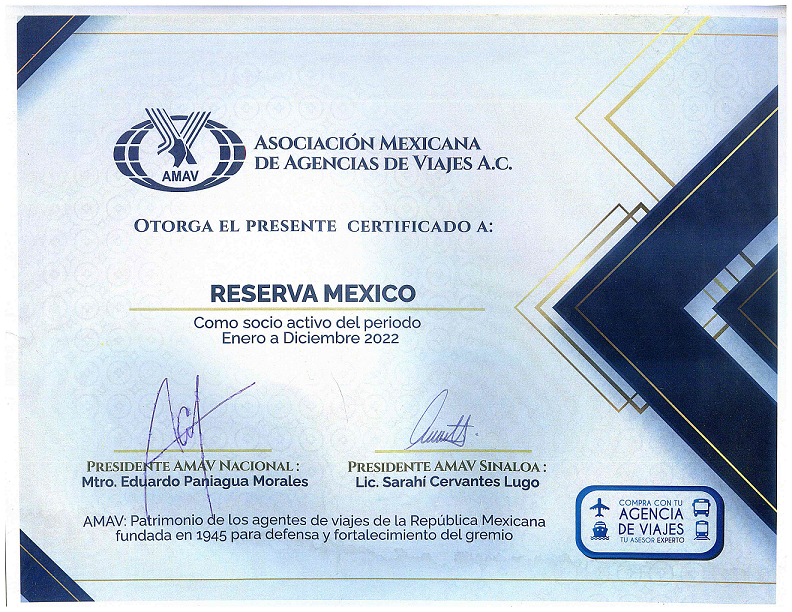 AMAV
ASOCIACIÓN MEXICANA
DE AGENCIAS DE VIAJES A.C.
OTORGA EL PRESENTE CERTIFICADO A:
RESERVA MEXICO
Como socio activo del periodo
Enero a Diciembre 2022
PRESIDENTE AMAV NACIONAL:
Mtro. Eduardo Paniagua Morales
PRESIDENTE AMAV SINALOA:
Lic. Sarahí Cervantes Lugo
AMAV: Patrimonio de los agentes de viajes de la República Mexicana
fundada en 1945 para defensa y fortalecimiento del gremio
COMPRA CON TU
AGENCIA
DE VIAJES
TU ASESOR EXPERTO